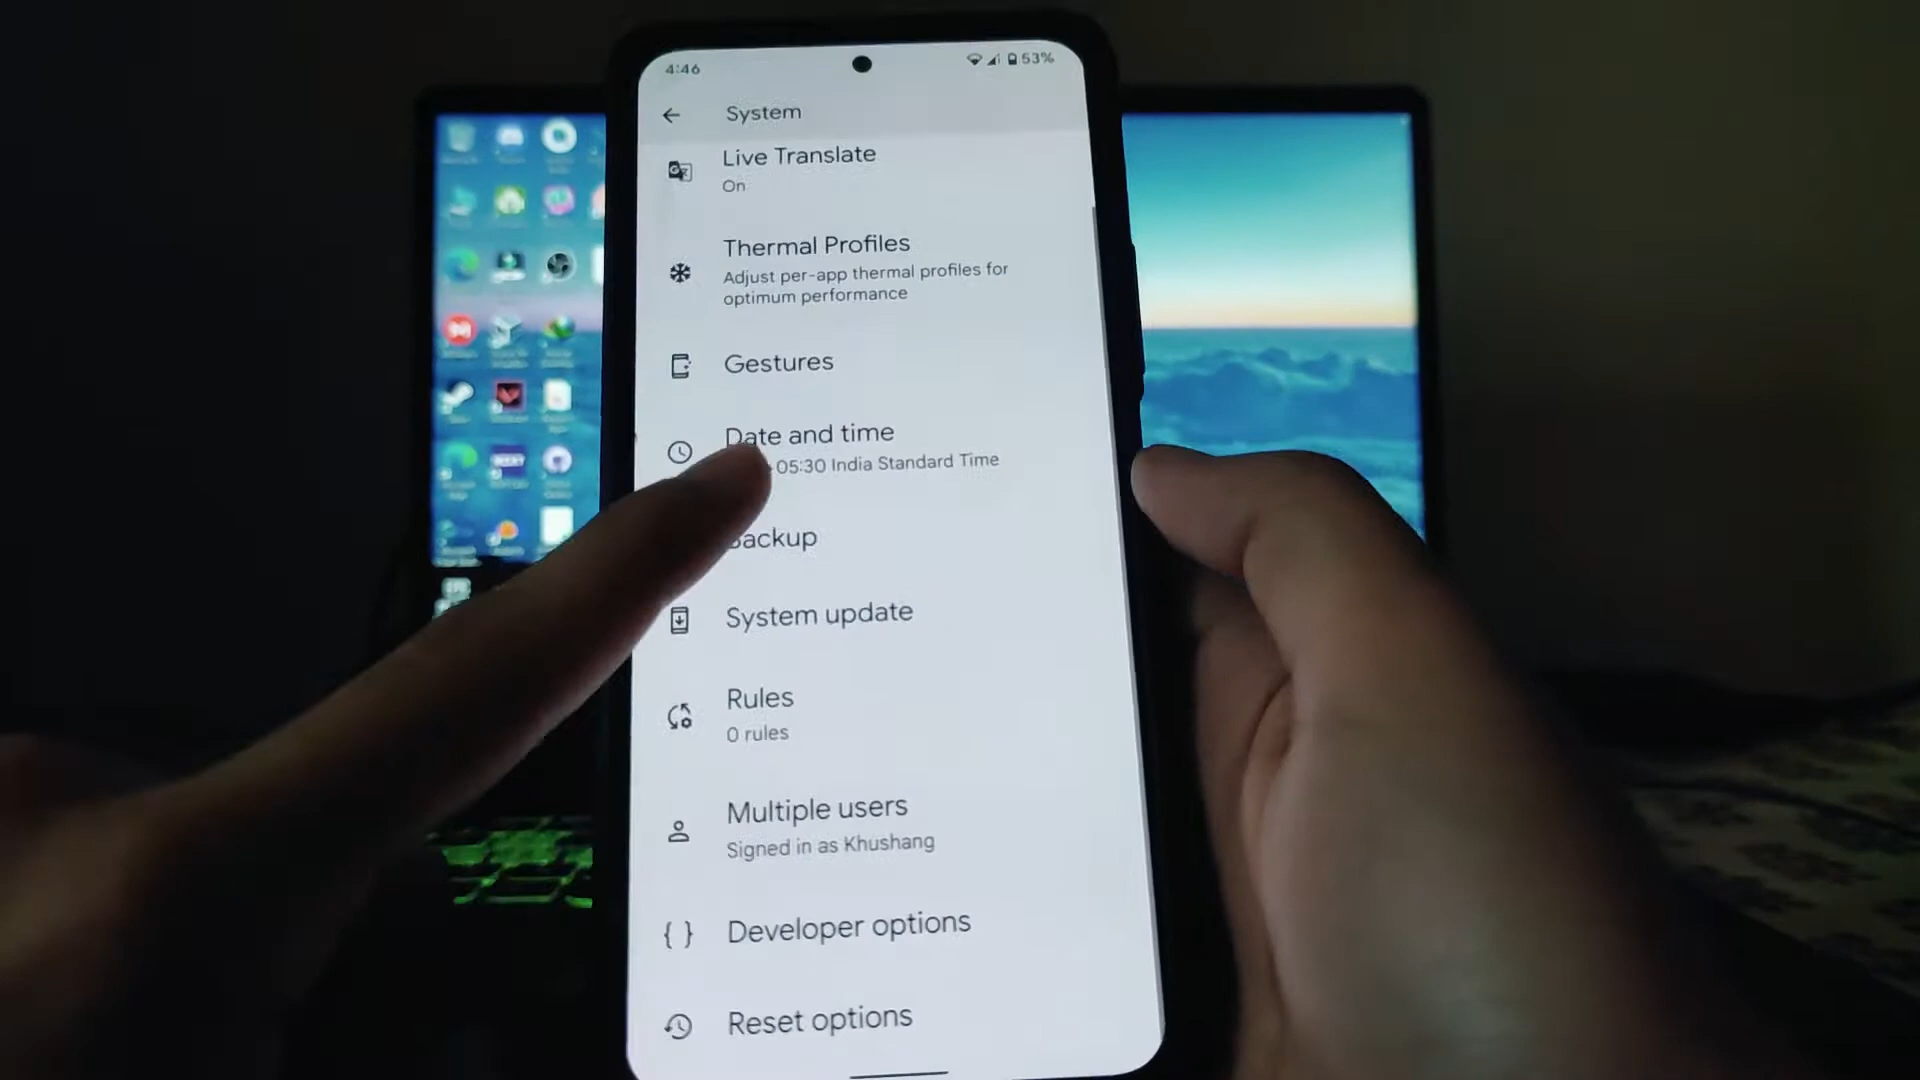 4:46
53%
System
Live Translate
On
Thermal Profiles
Adjust per-app thermal profiles for
optimum performance
Gestures
Date and time
05:30 India Standard Time
Backup
System update
Rules
0 rules
Multiple users
Signed in as Khushang
{ } Developer options
Reset options